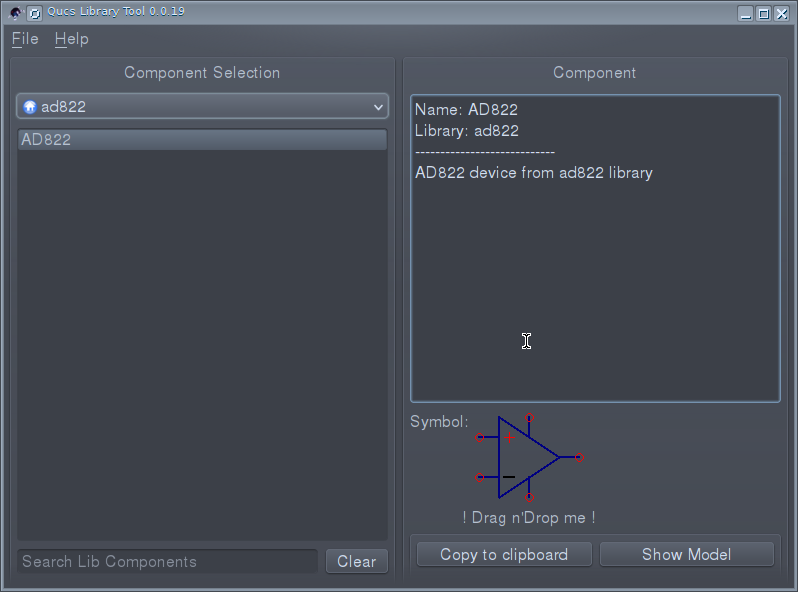 Qucs Library Tool 0.0.19
File Help
Component Selection
ad822
AD822
Search Lib Components
Clear
Component
Name: AD822
Library: ad822
----------------------------
AD822 device from ad822 library
Symbol:
! Drag n'Drop me !
Copy to clipboard
Show Model